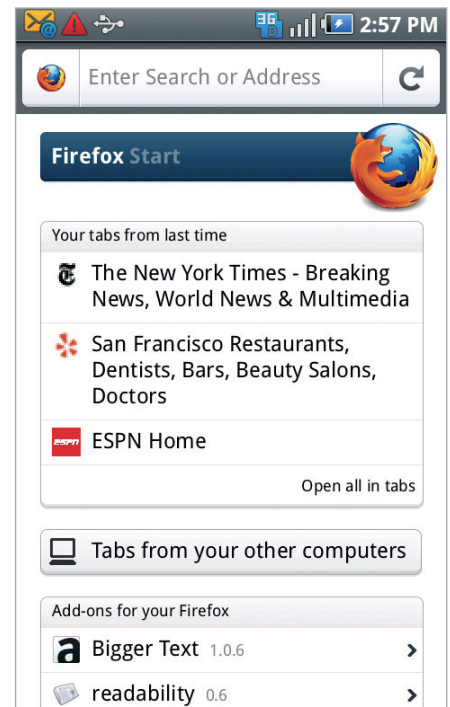 3G 2:57 PM
Enter Search or Address
Firefox Start
Your tabs from last time
The New York Times - Breaking
News, World News & Multimedia
San Francisco Restaurants,
Dentists, Bars, Beauty Salons,
Doctors
ESPN ESPN Home
Open all in tabs
Tabs from your other computers
Add-ons for your Firefox
a Bigger Text 1.0.6
readability 0.6